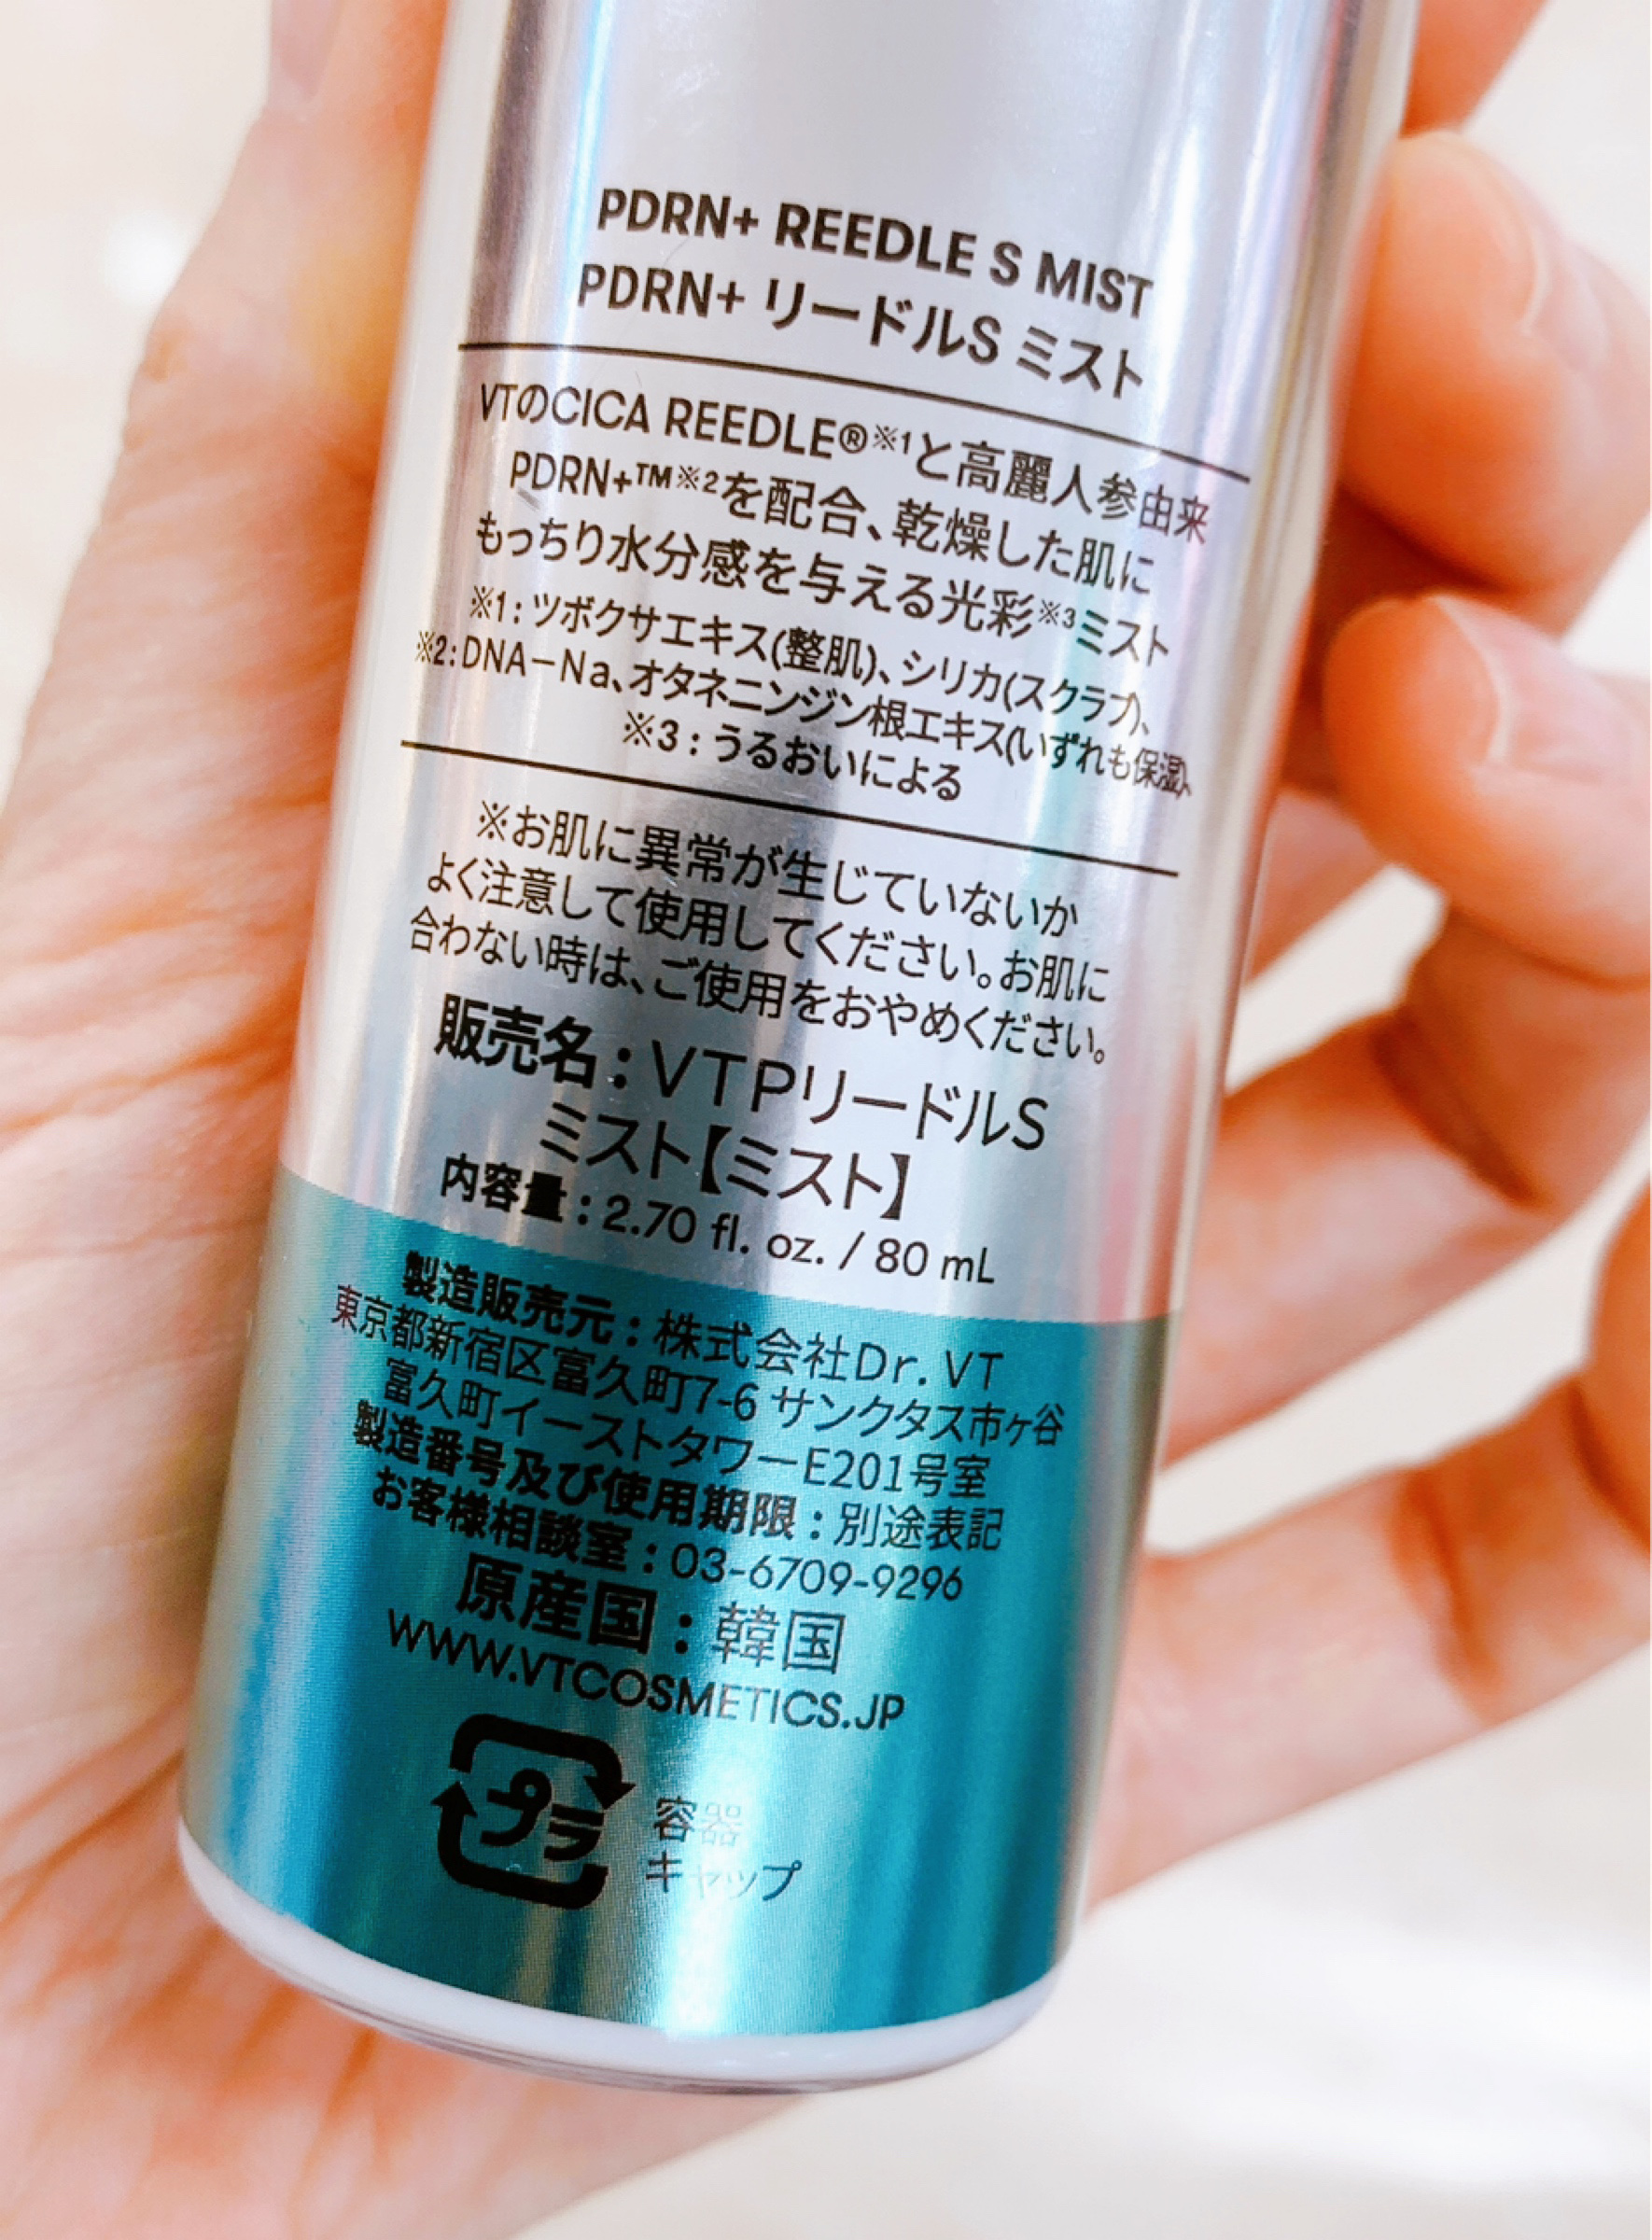 PDRN+ REEDLE S MIST
PDRN+ リードルS ミスト
VTのCICA REEDLE®※1と高麗人参由来
PDRN+™※2を配合、乾燥した肌に
もっちり水分感を与える光彩※3ミスト
※1:ツボクサエキス(整肌)、シリカ(スクラブ)、
※2:DNA−Na、オタネニンジン根エキス(いずれも保湿)、
※3:うるおいによる
※お肌に異常が生じていないか
よく注意して使用してください。お肌に
合わない時は、ご使用をおやめください。
販売名:VTPリードルS
ミスト【ミスト】
内容量:2.70 fl. oz. / 80 mL
製造販売元:株式会社Dr. VT
東京都新宿区富久町7-6 サンクタス市ヶ谷
富久町イーストタワーE201号室
製造番号及び使用期限:別途表記
お客様相談室:03-6709-9296
原産国:韓国
WWW.VTCOSMETICS.JP
プラ 容器
キャップ